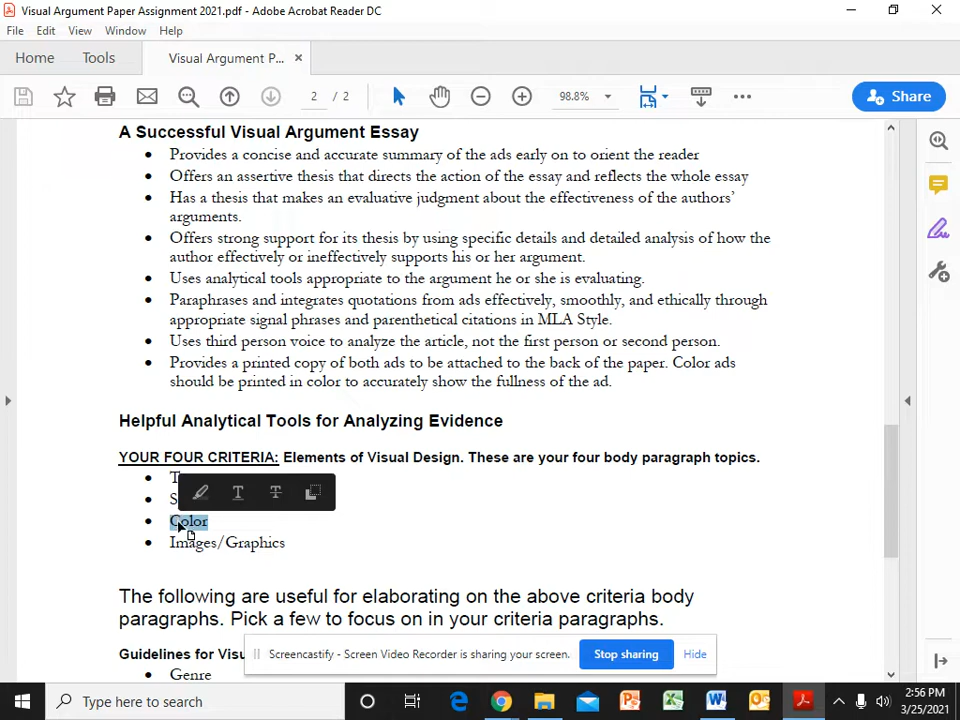 Visual Argument Paper Assignment 2021.pdf - Adobe Acrobat Reader DC
File Edit View Window Help
Home Tools Visual Argument P... ×
2 / 2 98.8% Share
A Successful Visual Argument Essay
• Provides a concise and accurate summary of the ads early on to orient the reader
• Offers an assertive thesis that directs the action of the essay and reflects the whole essay
• Has a thesis that makes an evaluative judgment about the effectiveness of the authors’
arguments.
• Offers strong support for its thesis by using specific details and detailed analysis of how the
author effectively or ineffectively supports his or her argument.
• Uses analytical tools appropriate to the argument he or she is evaluating.
• Paraphrases and integrates quotations from ads effectively, smoothly, and ethically through
appropriate signal phrases and parenthetical citations in MLA Style.
• Uses third person voice to analyze the article, not the first person or second person.
• Provides a printed copy of both ads to be attached to the back of the paper. Color ads
should be printed in color to accurately show the fullness of the ad.
Helpful Analytical Tools for Analyzing Evidence
YOUR FOUR CRITERIA: Elements of Visual Design. These are your four body paragraph topics.
• T
• S
• Color
• Images/Graphics
The following are useful for elaborating on the above criteria body
paragraphs. Pick a few to focus on in your criteria paragraphs.
Guidelines for Visu
Screencastify - Screen Video Recorder is sharing your screen. Stop sharing Hide
• Genre
Type here to search
2:56 PM
3/25/2021